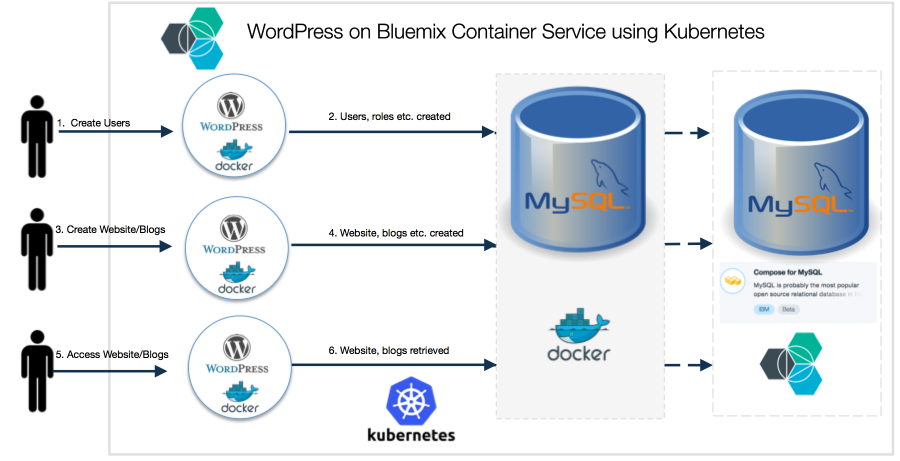 WordPress on Bluemix Container Service using Kubernetes
1. Create Users
WORDPRESS
docker
2. Users, roles etc. created
MySQL
MySQL
3. Create Website/Blogs
WORDPRESS
docker
4. Website, blogs etc. created
Compose for MySQL
MySQL is probably the most popular
open source relational database in
IBM
Beta
5. Access Website/Blogs
WORDPRESS
docker
6. Website, blogs retrieved
docker
kubernetes